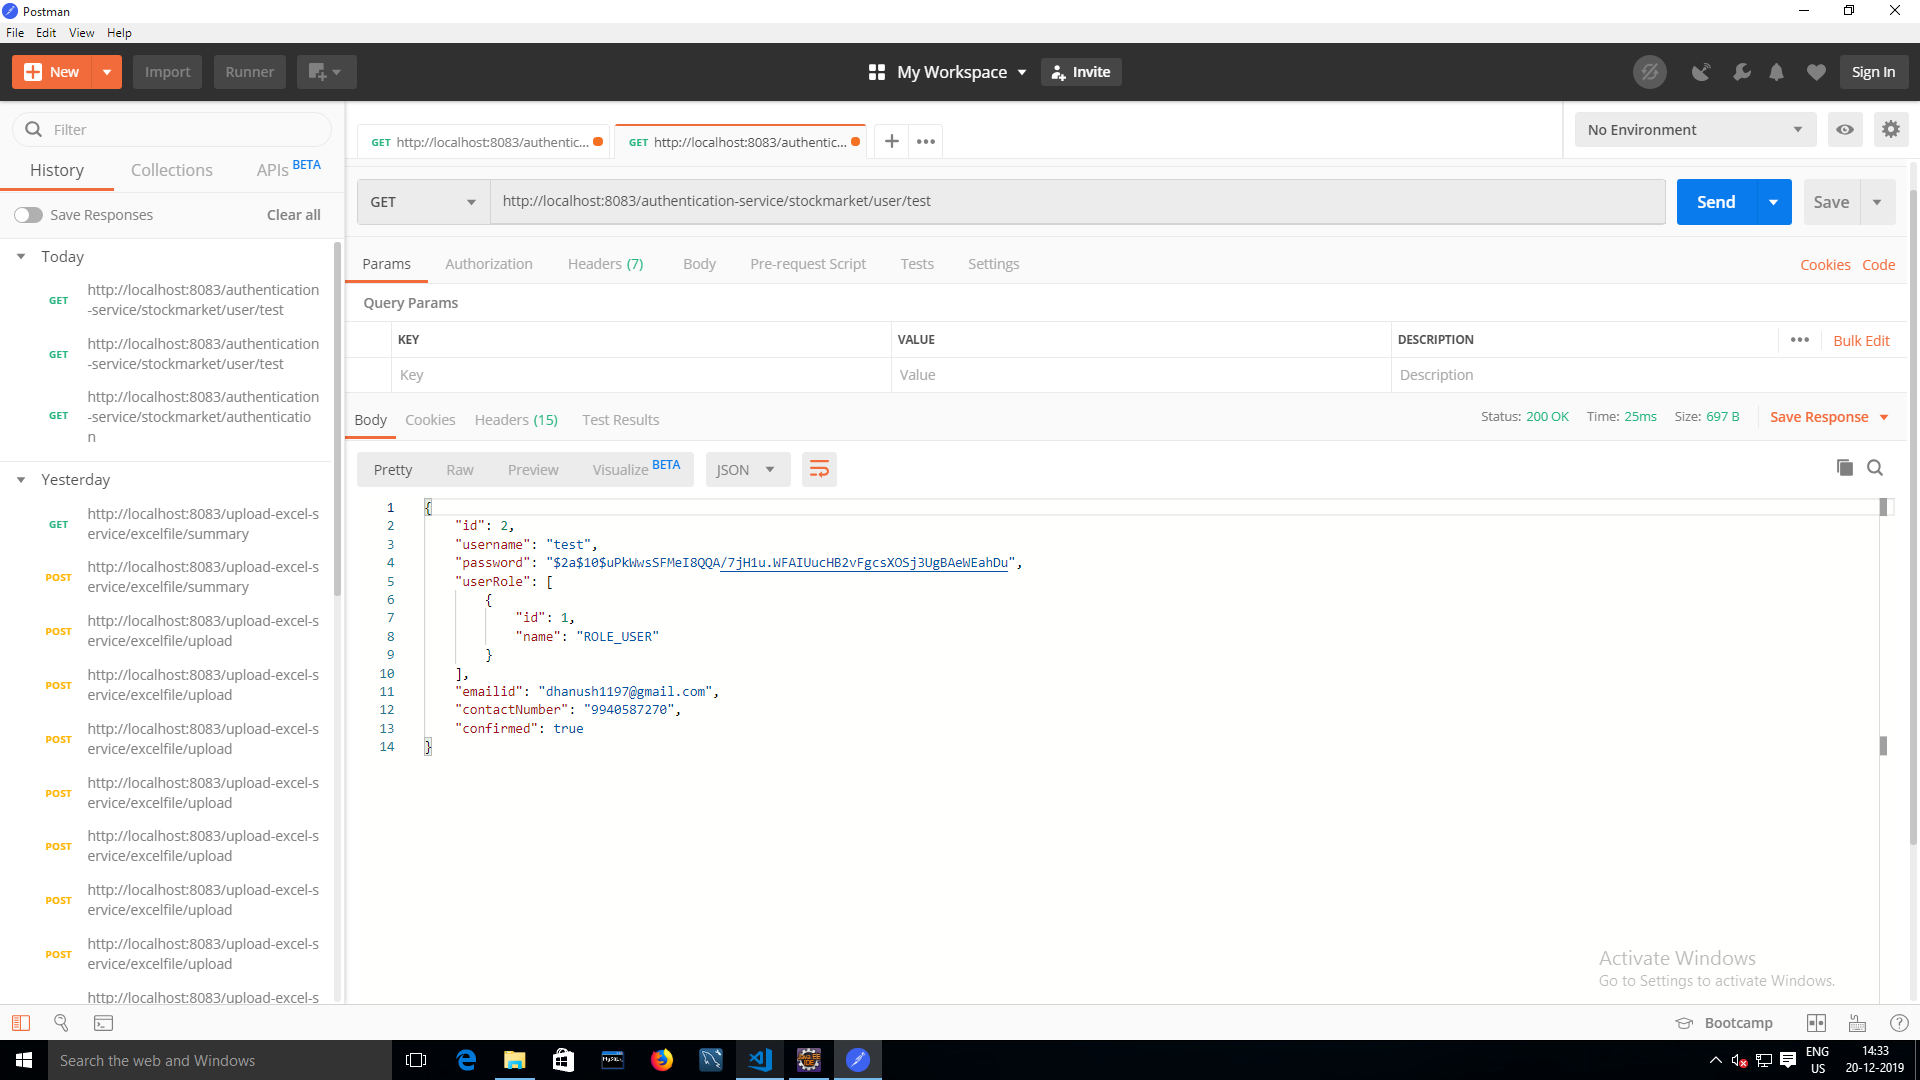 Postman
File Edit View Help
New Import Runner My Workspace Invite Sign In
Filter
History Collections APIs BETA
Save Responses Clear all
Today
GET http://localhost:8083/authentication
-service/stockmarket/user/test
GET http://localhost:8083/authentication
-service/stockmarket/user/test
GET http://localhost:8083/authentication
-service/stockmarket/authenticatio
n
Yesterday
GET http://localhost:8083/upload-excel-s
ervice/excelfile/summary
POST http://localhost:8083/upload-excel-s
ervice/excelfile/summary
POST http://localhost:8083/upload-excel-s
ervice/excelfile/upload
POST http://localhost:8083/upload-excel-s
ervice/excelfile/upload
POST http://localhost:8083/upload-excel-s
ervice/excelfile/upload
POST http://localhost:8083/upload-excel-s
ervice/excelfile/upload
POST http://localhost:8083/upload-excel-s
ervice/excelfile/upload
POST http://localhost:8083/upload-excel-s
ervice/excelfile/upload
POST http://localhost:8083/upload-excel-s
ervice/excelfile/upload
http://localhost:8083/upload-excel-s
GET http://localhost:8083/authentic... GET http://localhost:8083/authentic... No Environment
GET http://localhost:8083/authentication-service/stockmarket/user/test Send Save
Params Authorization Headers (7) Body Pre-request Script Tests Settings Cookies Code
Query Params
KEY VALUE DESCRIPTION Bulk Edit
Key Value Description
Body Cookies Headers (15) Test Results Status: 200 OK Time: 25ms Size: 697 B Save Response
Pretty Raw Preview Visualize BETA JSON
1 {
2 "id": 2,
3 "username": "test",
4 "password": "$2a$10$uPkWwsSFMeI8QQA/7jH1u.WFAIUucHB2vFgcsXOSj3UgBAeWEahDu",
5 "userRole": [
6 {
7 "id": 1,
8 "name": "ROLE_USER"
9 }
10 ],
11 "emailid": "dhanush1197@gmail.com",
12 "contactNumber": "9940587270",
13 "confirmed": true
14 }
Activate Windows
Go to Settings to activate Windows.
Bootcamp
Search the web and Windows
ENG
US
14:33
20-12-2019